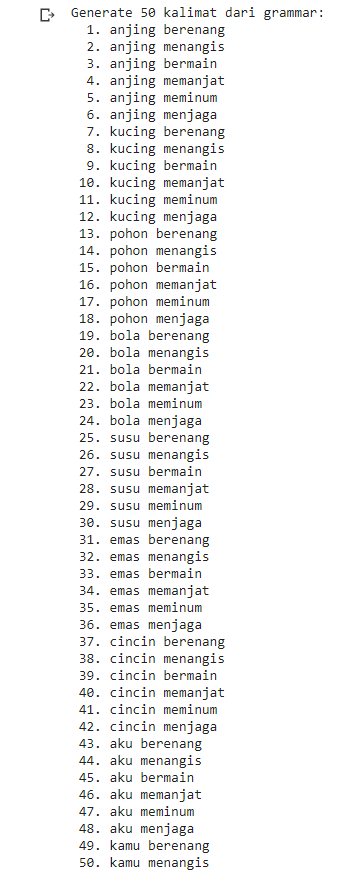 Generate 50 kalimat dari grammar:
1. anjing berenang
2. anjing menangis
3. anjing bermain
4. anjing memanjat
5. anjing meminum
6. anjing menjaga
7. kucing berenang
8. kucing menangis
9. kucing bermain
10. kucing memanjat
11. kucing meminum
12. kucing menjaga
13. pohon berenang
14. pohon menangis
15. pohon bermain
16. pohon memanjat
17. pohon meminum
18. pohon menjaga
19. bola berenang
20. bola menangis
21. bola bermain
22. bola memanjat
23. bola meminum
24. bola menjaga
25. susu berenang
26. susu menangis
27. susu bermain
28. susu memanjat
29. susu meminum
30. susu menjaga
31. emas berenang
32. emas menangis
33. emas bermain
34. emas memanjat
35. emas meminum
36. emas menjaga
37. cincin berenang
38. cincin menangis
39. cincin bermain
40. cincin memanjat
41. cincin meminum
42. cincin menjaga
43. aku berenang
44. aku menangis
45. aku bermain
46. aku memanjat
47. aku meminum
48. aku menjaga
49. kamu berenang
50. kamu menangis